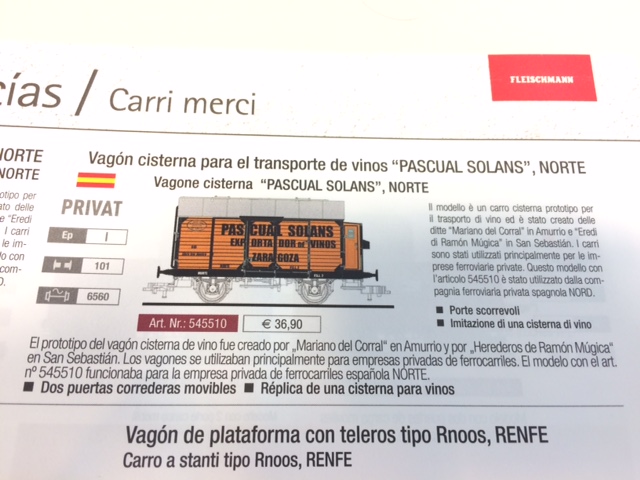 FLEISCHMANN
cías / Carri merci
NORTE
NORTE
Vagón cisterna para el transporte de vinos “PASCUAL SOLANS”, NORTE
Vagone cisterna “PASCUAL SOLANS”, NORTE
PRIVAT
Ep I
101
6560
PASCUAL SOLANS
EXPORTADOR DE VINOS
ZARAGOZA
Art. Nr.: 545510
€ 36,90
Il modello è un carro cisterna prototipo per
il trasporto di vino ed è stato creato delle
ditte “Mariano del Corral” in Amurrio e “Eredi
di Ramón Múgica” in San Sebastián. I carri
sono stati utilizzati principalmente per le im-
prese ferroviarie private. Questo modello con
l’articolo 545510 è stato utilizato dalla com-
pagnia ferroviaria privata spagnola NORD.
■ Porte scorrevoli
■ Imitazione di una cisterna di vino
El prototipo del vagón cisterna de vino fue creado por „Mariano del Corral” en Amurrio y por „Herederos de Ramón Múgica”
en San Sebastián. Los vagones se utilizaban principalmente para empresas privadas de ferrocarriles. El modelo con el art.
nº 545510 funcionaba para la empresa privada de ferrocarriles española NORTE.
■ Dos puertas correderas movibles ■ Réplica de una cisterna para vinos
Vagón de plataforma con teleros tipo Rnoos, RENFE
Carro a stanti tipo Rnoos, RENFE